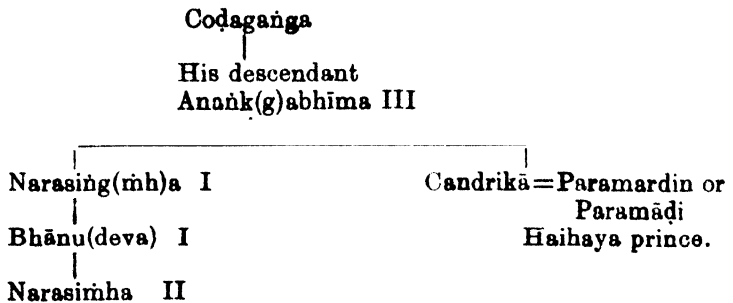 Coḍagaṅga
His descendant
Anaṅk(g)abhīma III
Narasiṅg(ṁh)a I
Candrikā=Paramardin or
Paramāḍi
Bhānu(deva) I
Haihaya prince.
Narasiṁha II